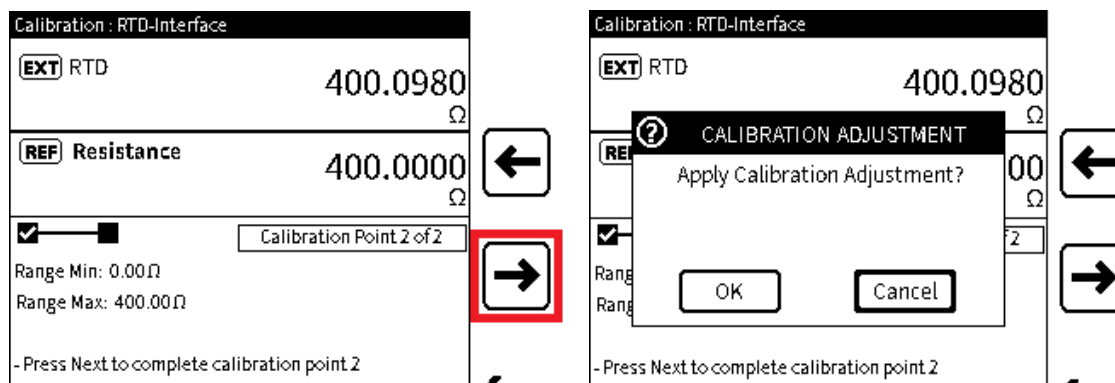 Calibration : RTD-Interface
EXT RTD
400.0980
Ω
REF Resistance
400.0000
Ω
Calibration Point 2 of 2
Range Min: 0.00Ω
Range Max: 400.00Ω
- Press Next to complete calibration point 2
Calibration : RTD-Interface
EXT RTD
400.0980
Ω
? CALIBRATION ADJUSTMENT
Apply Calibration Adjustment?
00
Ω
OK Cancel
- Press Next to complete calibration point 2